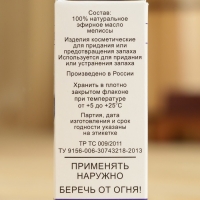 Состав:
100% натуральное
эфирное масло
мелиссы
Изделия косметические
для придания или
предотвращения запаха
Используется для придания
или устранения запаха
Произведено в России
Хранить в плотно
закрытом флаконе
при температуре
от +5 до +25°С
Партия, дата
изготовления и срок
годности указаны
на этикетке
ТР ТС 009/2011
ТУ 9156-006-30743218-2013
ПРИМЕНЯТЬ
НАРУЖНО
БЕРЕЧЬ ОТ ОГНЯ!